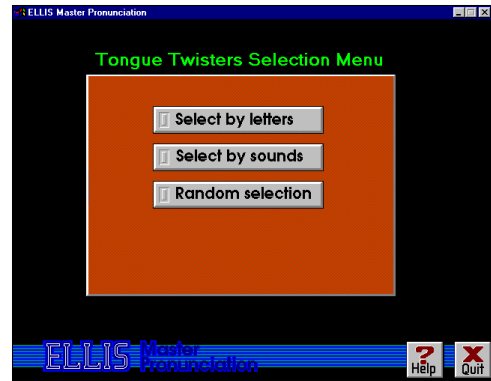 ELLIS Master Pronunciation
Tongue Twisters Selection Menu
Select by letters
Select by sounds
Random selection
ELLIS Master
Pronunciation
Help
Quit